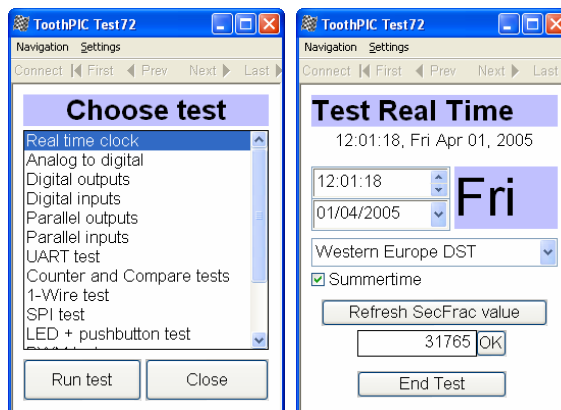 ToothPIC Test72
Navigation Settings
Connect First Prev Next Last
Choose test
Real time clock
Analog to digital
Digital outputs
Digital inputs
Parallel outputs
Parallel inputs
UART test
Counter and Compare tests
1-Wire test
SPI test
LED + pushbutton test
Run test Close
ToothPIC Test72
Navigation Settings
Connect First Prev Next Last
Test Real Time
12:01:18, Fri Apr 01, 2005
12:01:18
01/04/2005
Fri
Western Europe DST
Summertime
Refresh SecFrac value
31765 OK
End Test